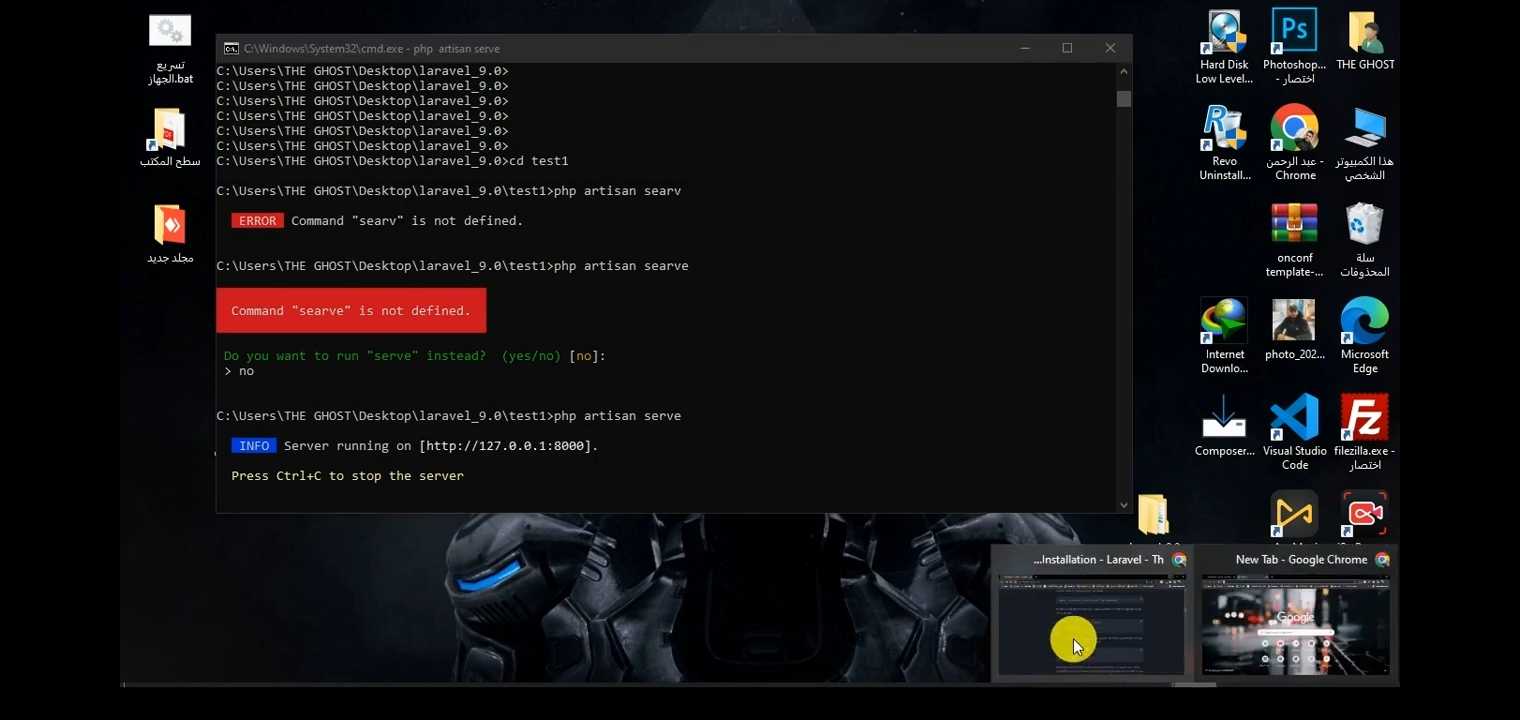 C:\Windows\System32\cmd.exe - php  artisan serve
C:\Users\THE GHOST\Desktop\laravel_9.0>
C:\Users\THE GHOST\Desktop\laravel_9.0>
C:\Users\THE GHOST\Desktop\laravel_9.0>
C:\Users\THE GHOST\Desktop\laravel_9.0>
C:\Users\THE GHOST\Desktop\laravel_9.0>
C:\Users\THE GHOST\Desktop\laravel_9.0>
C:\Users\THE GHOST\Desktop\laravel_9.0>cd test1
C:\Users\THE GHOST\Desktop\laravel_9.0\test1>php artisan searv
ERROR Command "searv" is not defined.
C:\Users\THE GHOST\Desktop\laravel_9.0\test1>php artisan searve
Command "searve" is not defined.
Do you want to run "serve" instead?  (yes/no) [no]:
> no
C:\Users\THE GHOST\Desktop\laravel_9.0\test1>php artisan serve
INFO Server running on [http://127.0.0.1:8000].
Press Ctrl+C to stop the server
تسريع
الجهاز.bat
سطح المكتب
مجلد جديد
Hard Disk
Low Level...
Ps
Photoshop...
اختصار -
THE GHOST
Revo
Uninstall...
عبد الرحمن -
Chrome
هذا الكمبيوتر
الشخصي
onconf
template-...
سلة
المحذوفات
Internet
Downlo...
photo_202...
Microsoft
Edge
Composer...
Visual Studio
Code
Fz
filezilla.exe -
اختصار
...Installation - Laravel - Th
New Tab - Google Chrome
Google